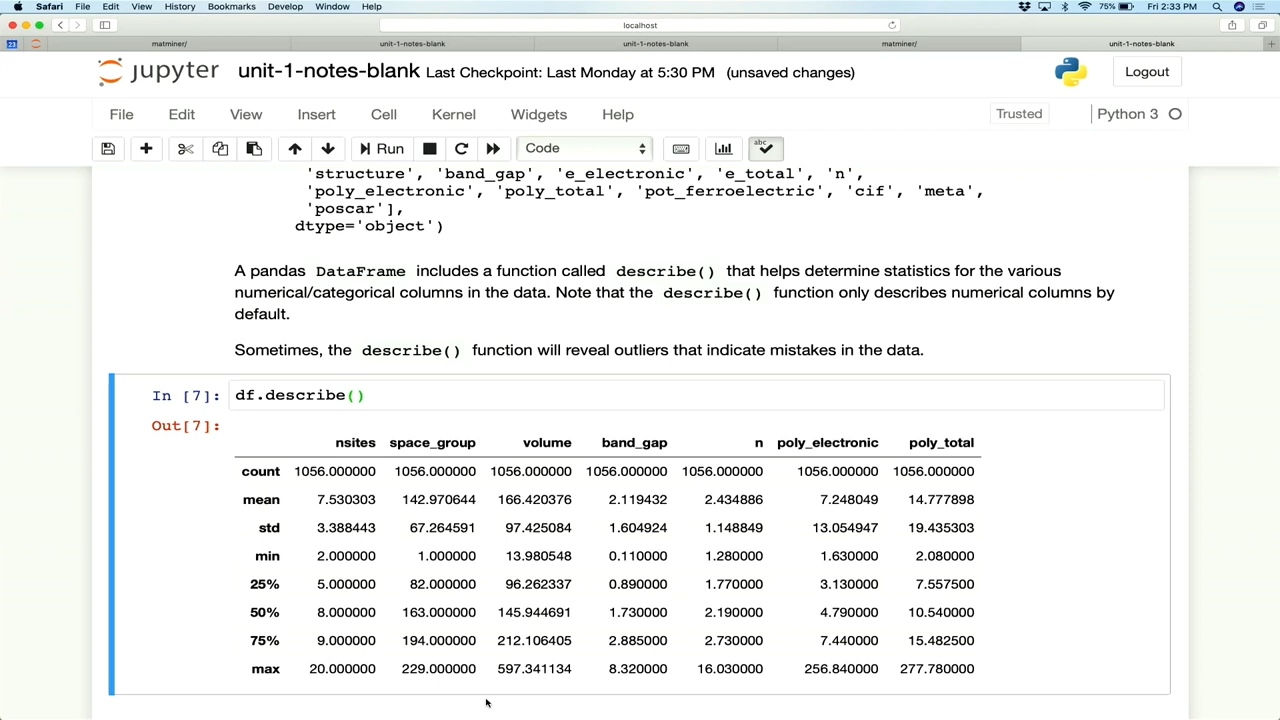 Safari File Edit View History Bookmarks Develop Window Help 75% Fri 2:33 PM
localhost
23 matminer/ unit-1-notes-blank unit-1-notes-blank matminer/ unit-1-notes-blank
jupyter unit-1-notes-blank Last Checkpoint: Last Monday at 5:30 PM (unsaved changes) Logout
File Edit View Insert Cell Kernel Widgets Help Trusted Python 3
Run Code abc
'structure', 'band_gap', 'e_electronic', 'e_total', 'n',
'poly_electronic', 'poly_total', 'pot_ferroelectric', 'cif', 'meta',
'poscar'],
dtype='object')
A pandas DataFrame includes a function called describe() that helps determine statistics for the various
numerical/categorical columns in the data. Note that the describe() function only describes numerical columns by
default.
Sometimes, the describe() function will reveal outliers that indicate mistakes in the data.
In [7]: df.describe()
Out[7]:
nsites space_group volume band_gap n poly_electronic poly_total
count 1056.000000 1056.000000 1056.000000 1056.000000 1056.000000 1056.000000 1056.000000
mean 7.530303 142.970644 166.420376 2.119432 2.434886 7.248049 14.777898
std 3.388443 67.264591 97.425084 1.604924 1.148849 13.054947 19.435303
min 2.000000 1.000000 13.980548 0.110000 1.280000 1.630000 2.080000
25% 5.000000 82.000000 96.262337 0.890000 1.770000 3.130000 7.557500
50% 8.000000 163.000000 145.944691 1.730000 2.190000 4.790000 10.540000
75% 9.000000 194.000000 212.106405 2.885000 2.730000 7.440000 15.482500
max 20.000000 229.000000 597.341134 8.320000 16.030000 256.840000 277.780000